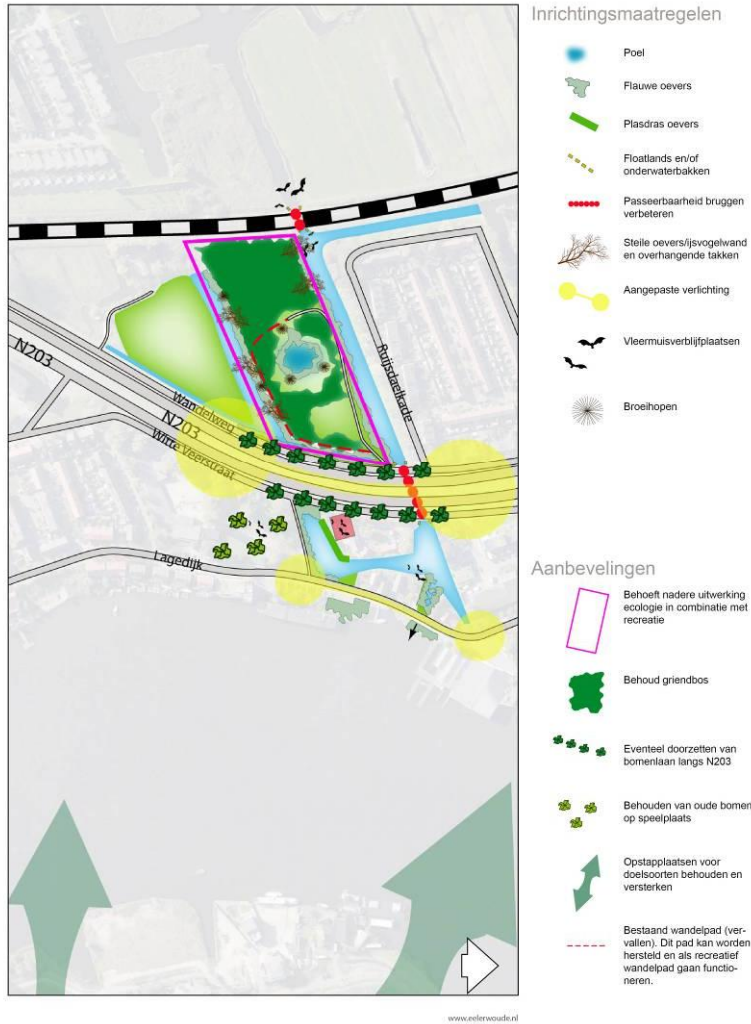 Inrichtingsmaatregelen
Poel
Flauwe oevers
Plasdras oevers
Floatlands en/of
onderwaterbakken
Passeerbaarheid bruggen
verbeteren
Steile oevers/ijsvogelwand
en overhangende takken
Aangepaste verlichting
Vleermuisverblijfplaatsen
Broeihopen
N203
Wandelweg
N203
Witte Veerstraat
Ruijsdaelkade
Lagedijk
Aanbevelingen
Behoeft nadere uitwerking
ecologie in combinatie met
recreatie
Behoud griendbos
Eventeel doorzetten van
bomenlaan langs N203
Behouden van oude bomen
op speelplaats
Opstapplaatsen voor
doelsoorten behouden en
versterken
Bestaand wandelpad (ver-
vallen). Dit pad kan worden
hersteld en als recreatief
wandelpad gaan functio-
neren.
www.eelerwoude.nl